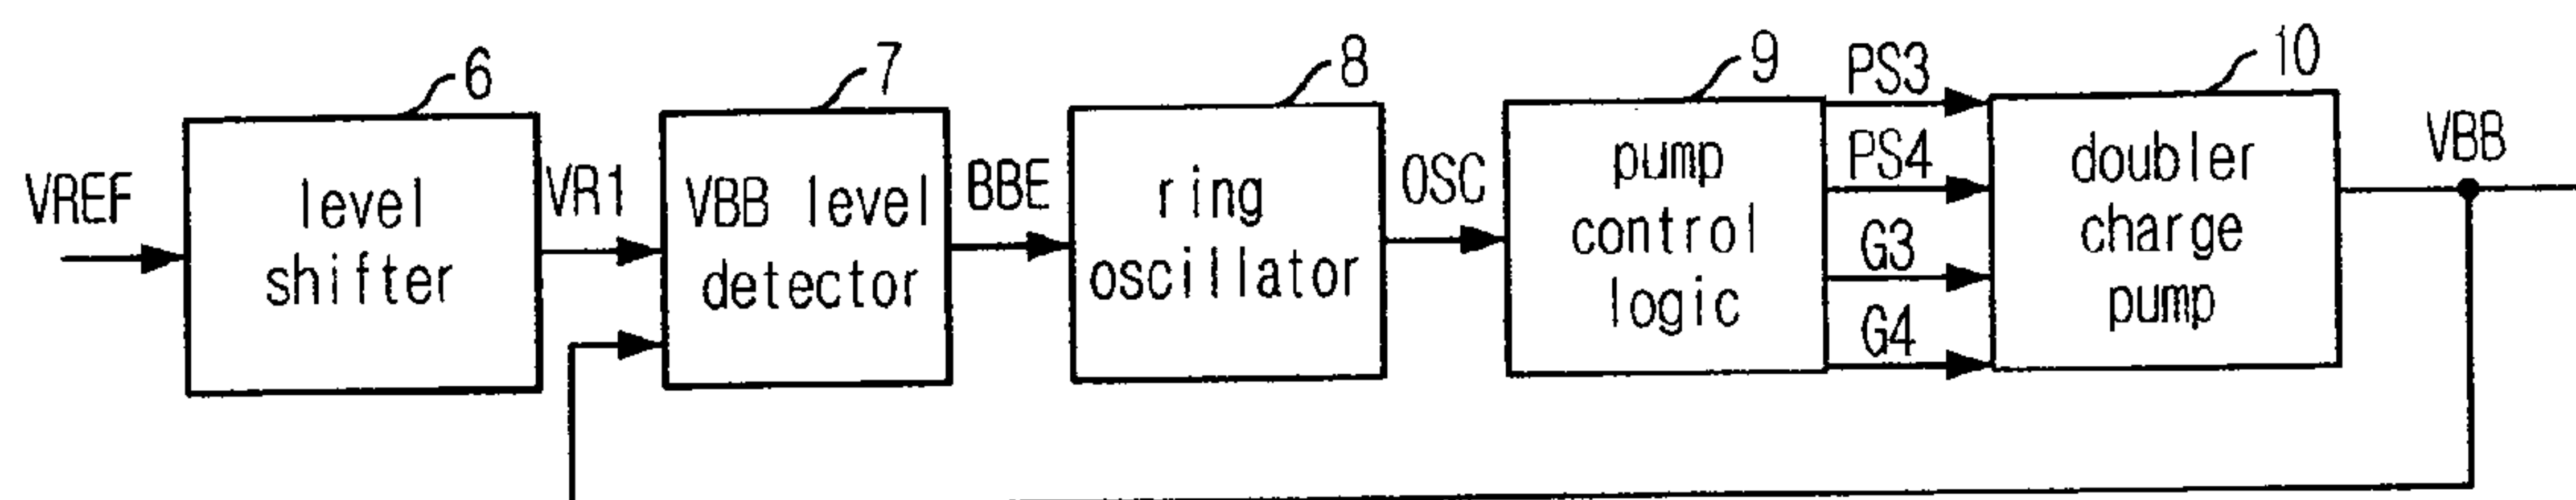 6
7
8
9
10
VREF
level
shifter
VR1
VBB level
detector
BBE
ring
oscillator
OSC
pump
control
logic
PS3
PS4
G3
G4
doubler
charge
pump
VBB